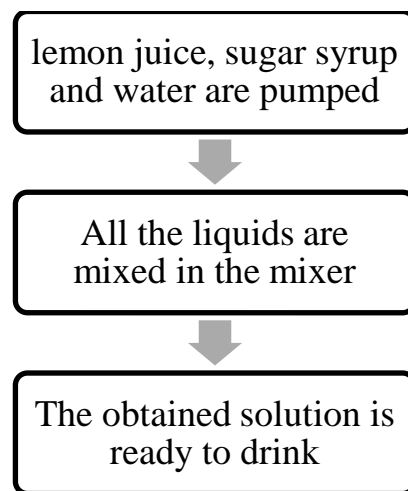 lemon juice, sugar syrup
and water are pumped
All the liquids are
mixed in the mixer
The obtained solution is
ready to drink